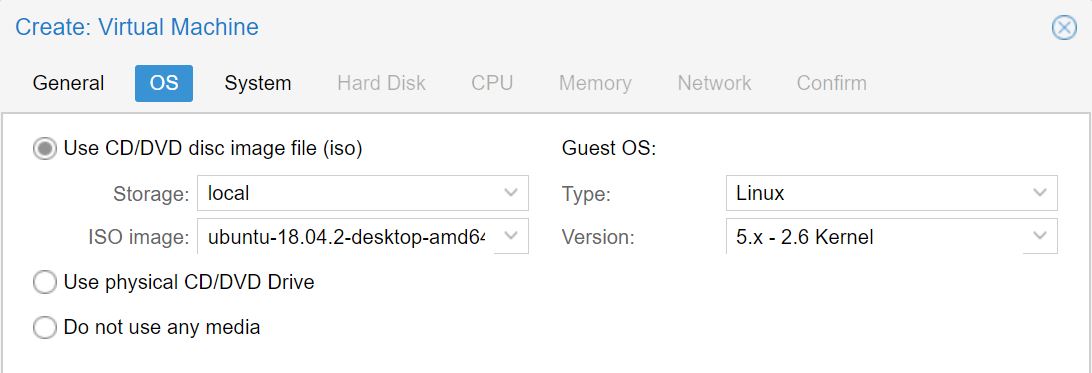 Create: Virtual Machine
General OS System Hard Disk CPU Memory Network Confirm
Use CD/DVD disc image file (iso) Guest OS:
Storage: local Type: Linux
ISO image: ubuntu-18.04.2-desktop-amd64 Version: 5.x - 2.6 Kernel
Use physical CD/DVD Drive
Do not use any media